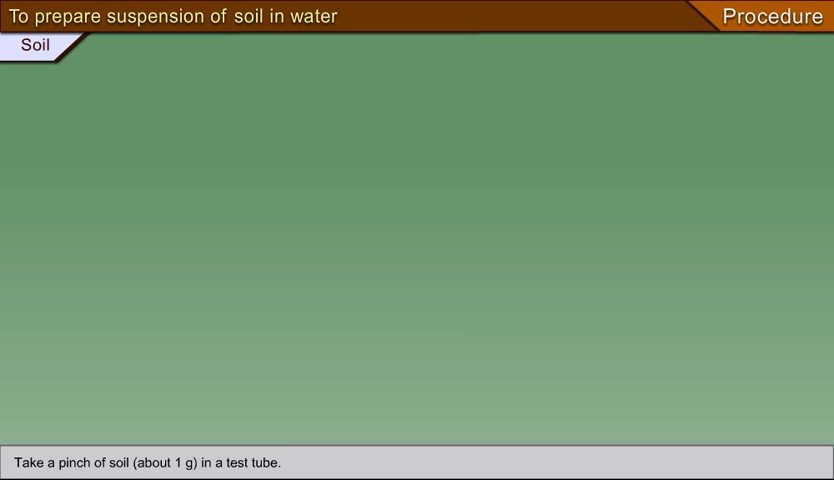 To prepare suspension of soil in water
Procedure
Soil
Take a pinch of soil (about 1 g) in a test tube.